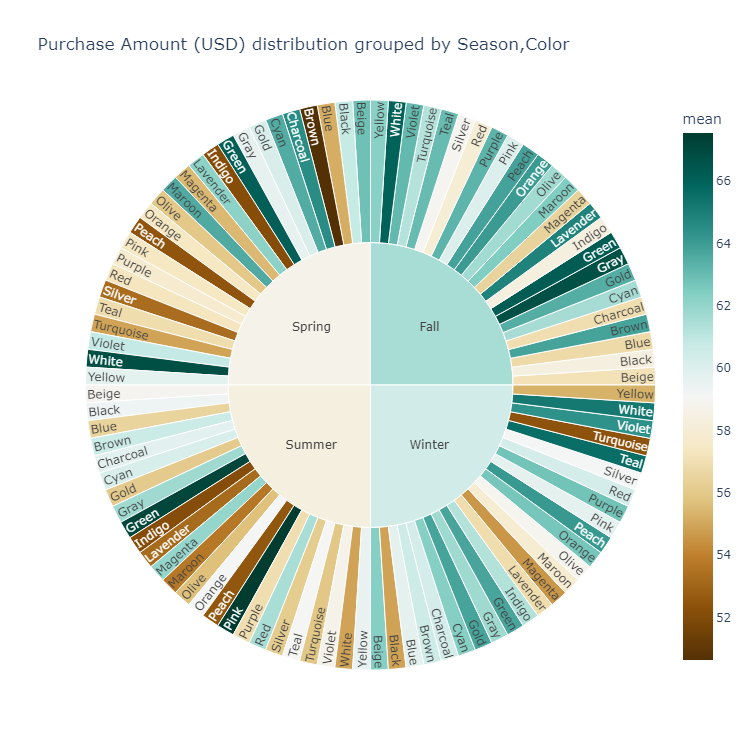 Purchase Amount (USD) distribution grouped by Season,Color
mean
66
64
62
60
58
56
54
52
Fall
Yellow
White
Violet
Turquoise
Teal
Silver
Red
Purple
Pink
Peach
Orange
Olive
Maroon
Magenta
Lavender
Indigo
Green
Gray
Gold
Cyan
Charcoal
Brown
Blue
Black
Beige
Winter
Yellow
White
Violet
Turquoise
Teal
Silver
Red
Purple
Pink
Peach
Orange
Olive
Maroon
Magenta
Lavender
Indigo
Green
Gray
Gold
Cyan
Charcoal
Brown
Blue
Black
Beige
Summer
Yellow
White
Violet
Turquoise
Teal
Silver
Red
Purple
Pink
Peach
Orange
Olive
Maroon
Magenta
Lavender
Indigo
Green
Gray
Gold
Cyan
Charcoal
Brown
Blue
Black
Beige
Spring
Yellow
White
Violet
Turquoise
Teal
Silver
Red
Purple
Pink
Peach
Orange
Olive
Maroon
Magenta
Lavender
Indigo
Green
Gray
Gold
Cyan
Charcoal
Brown
Blue
Black
Beige